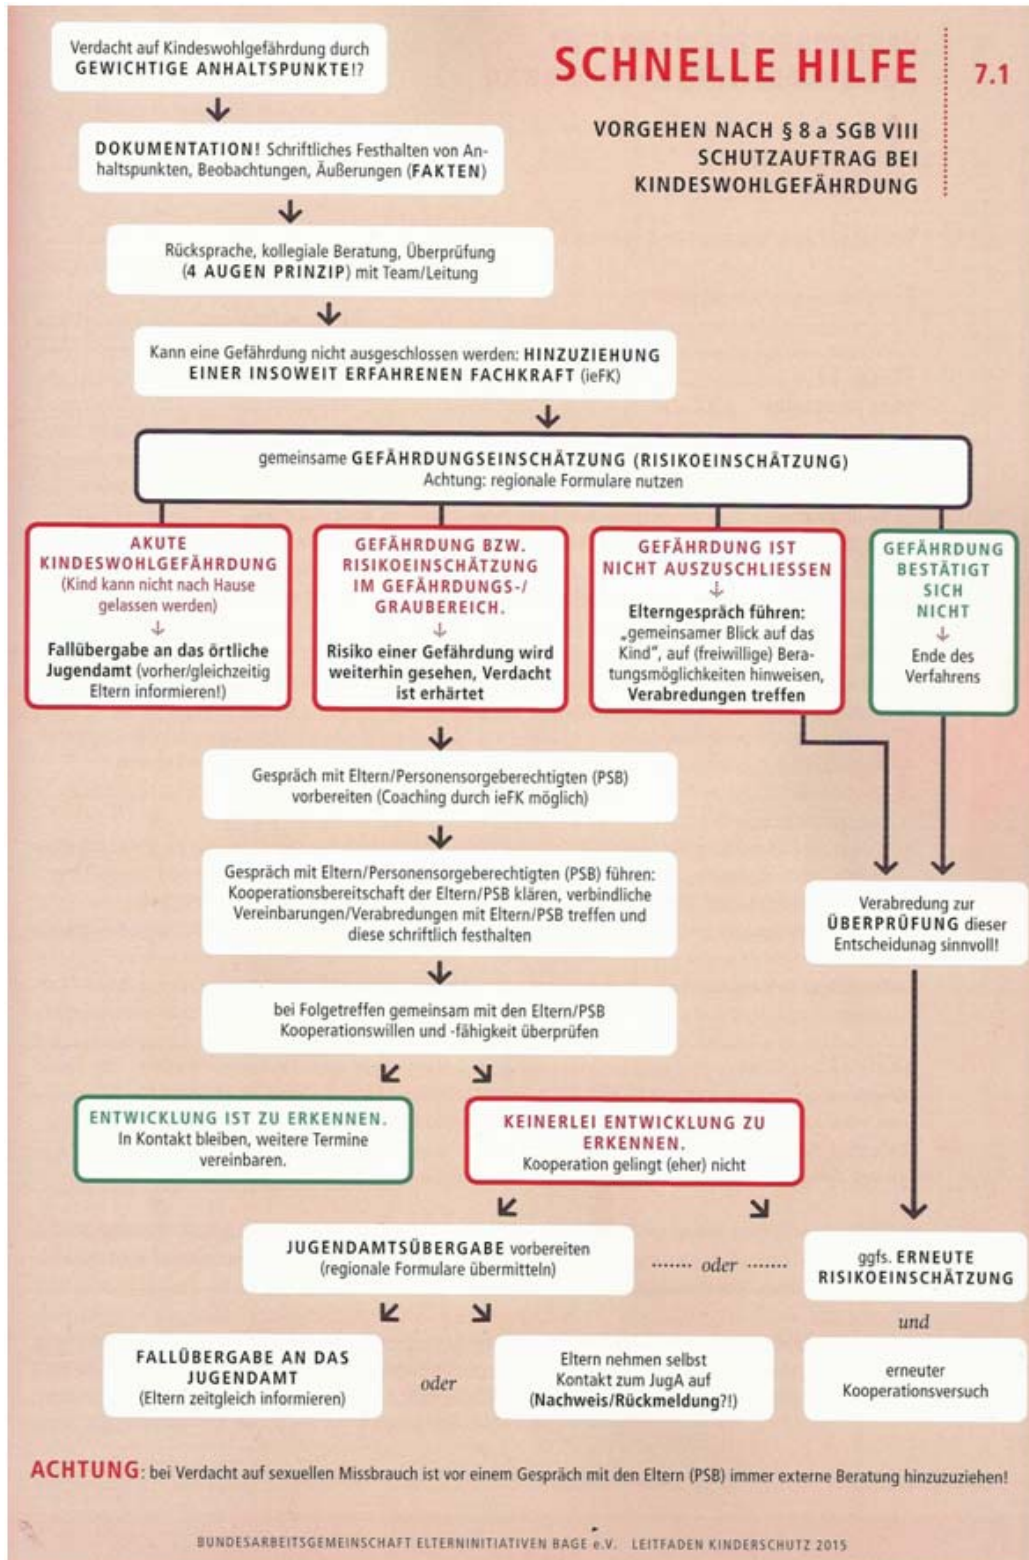 Verdacht auf Kindeswohlgefährdung durch
GEWICHTIGE ANHALTSPUNKTE!?
SCHNELLE HILFE
7.1
VORGEHEN NACH § 8 a SGB VIII
SCHUTZAUFTRAG BEI
KINDESWOHLGEFÄHRDUNG
DOKUMENTATION! Schriftliches Festhalten von An-
haltspunkten, Beobachtungen, Äußerungen (FAKTEN)
Rücksprache, kollegiale Beratung, Überprüfung
(4 AUGEN PRINZIP) mit Team/Leitung
Kann eine Gefährdung nicht ausgeschlossen werden: HINZUZIEHUNG
EINER INSOWEIT ERFAHRENEN FACHKRAFT (ieFK)
gemeinsame GEFÄHRDUNGSEINSCHÄTZUNG (RISIKOEINSCHÄTZUNG)
Achtung: regionale Formulare nutzen
AKUTE
KINDESWOHLGEFÄHRDUNG
(Kind kann nicht nach Hause
gelassen werden)
Fallübergabe an das örtliche
Jugendamt (vorher/gleichzeitig
Eltern informieren!)
GEFÄHRDUNG BZW.
RISIKOEINSCHÄTZUNG
IM GEFÄHRDUNGS-/
GRAUBEREICH.
Risiko einer Gefährdung wird
weiterhin gesehen, Verdacht
ist erhärtet
GEFÄHRDUNG IST
NICHT AUSZUSCHLIESSEN
Elterngespräch führen:
„gemeinsamer Blick auf das
Kind“, auf (freiwillige) Bera-
tungsmöglichkeiten hinweisen,
Verabredungen treffen
GEFÄHRDUNG
BESTÄTIGT
SICH
NICHT
Ende des
Verfahrens
Gespräch mit Eltern/Personensorgeberechtigten (PSB)
vorbereiten (Coaching durch ieFK möglich)
Gespräch mit Eltern/Personensorgeberechtigten (PSB) führen:
Kooperationsbereitschaft der Eltern/PSB klären, verbindliche
Vereinbarungen/Verabredungen mit Eltern/PSB treffen und
diese schriftlich festhalten
Verabredung zur
ÜBERPRÜFUNG dieser
Entscheidunag sinnvoll!
bei Folgetreffen gemeinsam mit den Eltern/PSB
Kooperationswillen und -fähigkeit überprüfen
ENTWICKLUNG IST ZU ERKENNEN.
In Kontakt bleiben, weitere Termine
vereinbaren.
KEINERLEI ENTWICKLUNG ZU
ERKENNEN.
Kooperation gelingt (eher) nicht
JUGENDAMTSÜBERGABE vorbereiten
(regionale Formulare übermitteln)
....... oder .......
ggfs. ERNEUTE
RISIKOEINSCHÄTZUNG
und
FALLÜBERGABE AN DAS
JUGENDAMT
(Eltern zeitgleich informieren)
oder
Eltern nehmen selbst
Kontakt zum JugA auf
(Nachweis/Rückmeldung?!)
erneuter
Kooperationsversuch
ACHTUNG: bei Verdacht auf sexuellen Missbrauch ist vor einem Gespräch mit den Eltern (PSB) immer externe Beratung hinzuzuziehen!
BUNDESARBEITSGEMEINSCHAFT ELTERNINITIATIVEN BAGE e.V. LEITFADEN KINDERSCHUTZ 2015